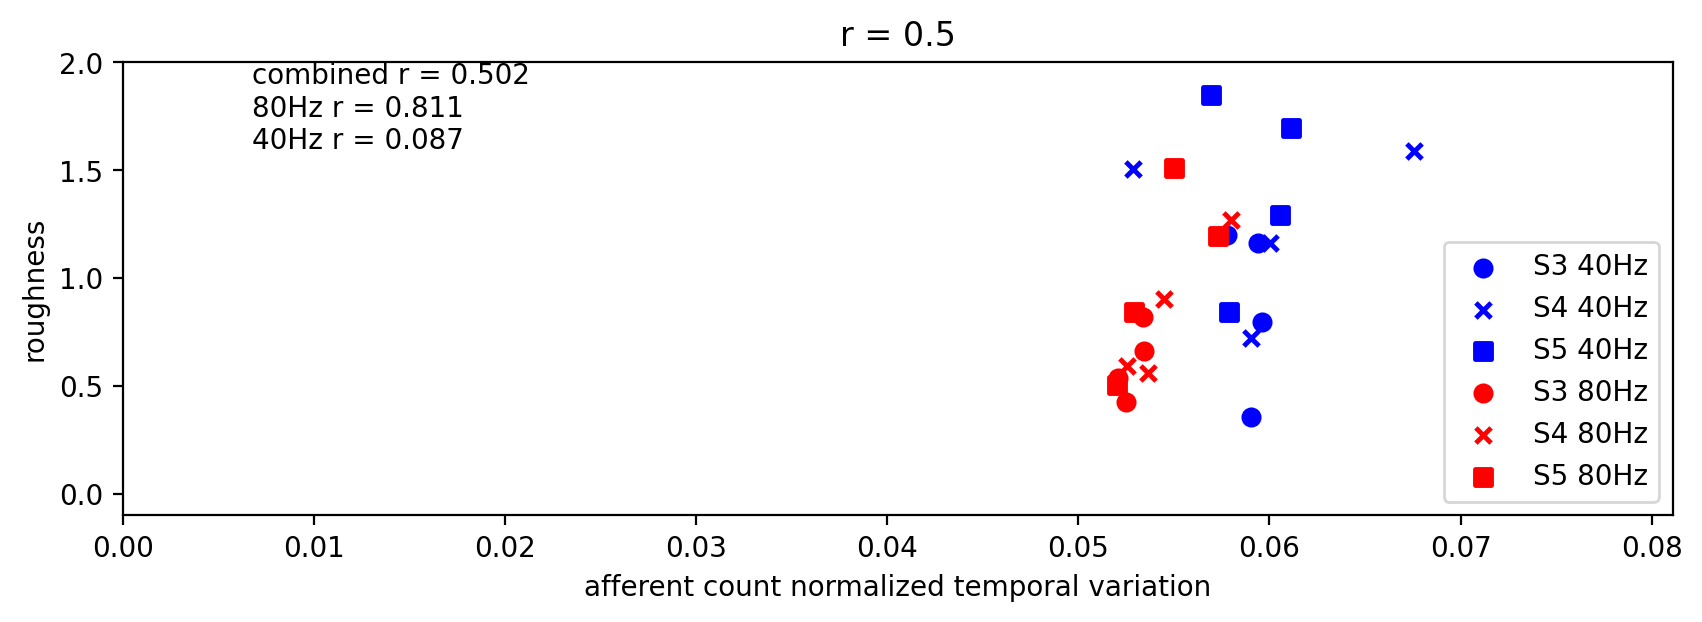 r = 0.5
combined r = 0.502
80Hz r = 0.811
40Hz r = 0.087
2.0
1.5
1.0
0.5
0.0
roughness
S3 40Hz
S4 40Hz
S5 40Hz
S3 80Hz
S4 80Hz
S5 80Hz
0.00 0.01 0.02 0.03 0.04 0.05 0.06 0.07 0.08
afferent count normalized temporal variation